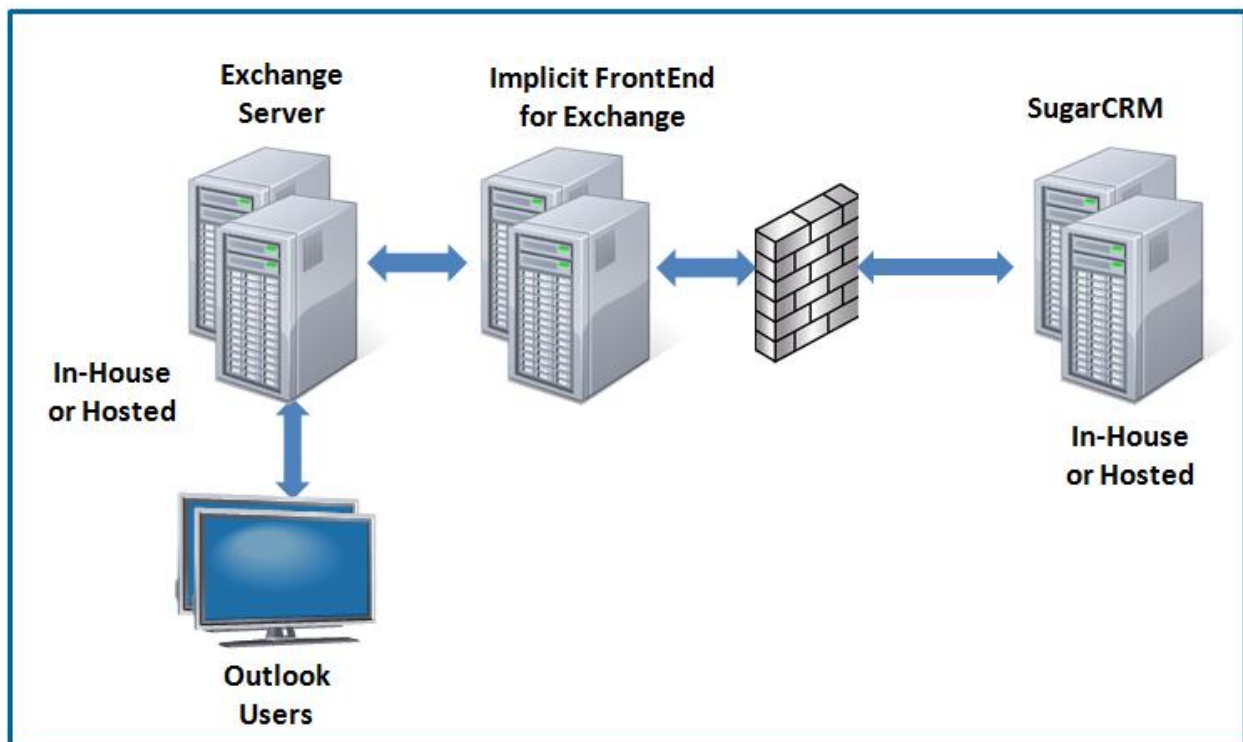 Exchange
Server
Implicit FrontEnd
for Exchange
SugarCRM
In-House
or Hosted
In-House
or Hosted
Outlook
Users